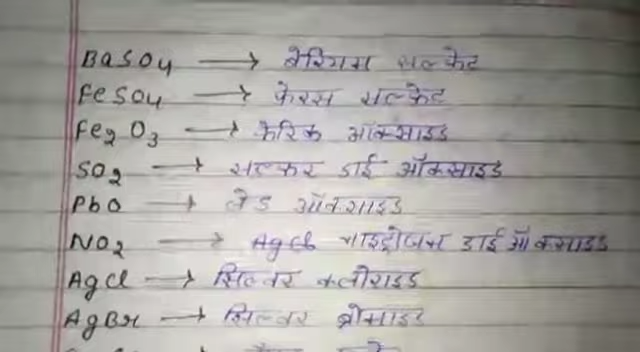 BaSO4 → बेरियम सल्फेट
FeSO4 → फेरस सल्फेट
Fe2O3 → फेरिक ऑक्साइड
SO2 → सल्फर डाई ऑक्साइड
PbO → लेड ऑक्साइड
NO2 → नाइट्रोजन डाई ऑक्साइड
AgCl → सिल्वर क्लोराइड
AgBr → सिल्वर ब्रोमाइड